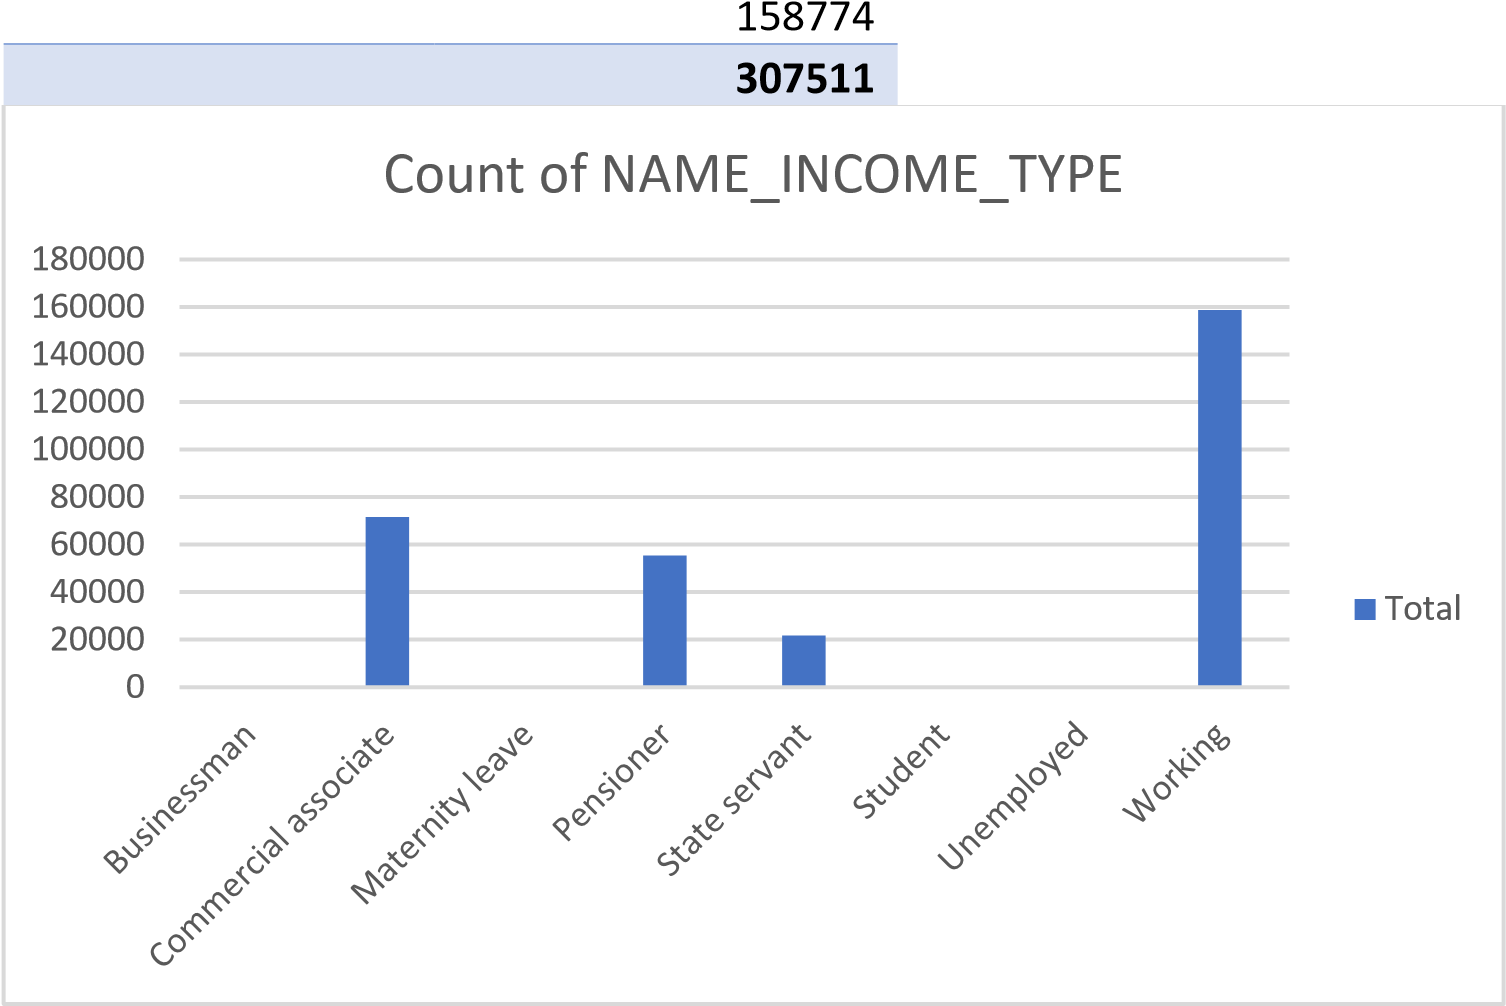 158774
307511
Count of NAME_INCOME_TYPE
180000
160000
140000
120000
100000
80000
60000
40000
20000
0
Total
Businessman
Commercial associate
Maternity leave
Pensioner
State servant
Student
Unemployed
Working